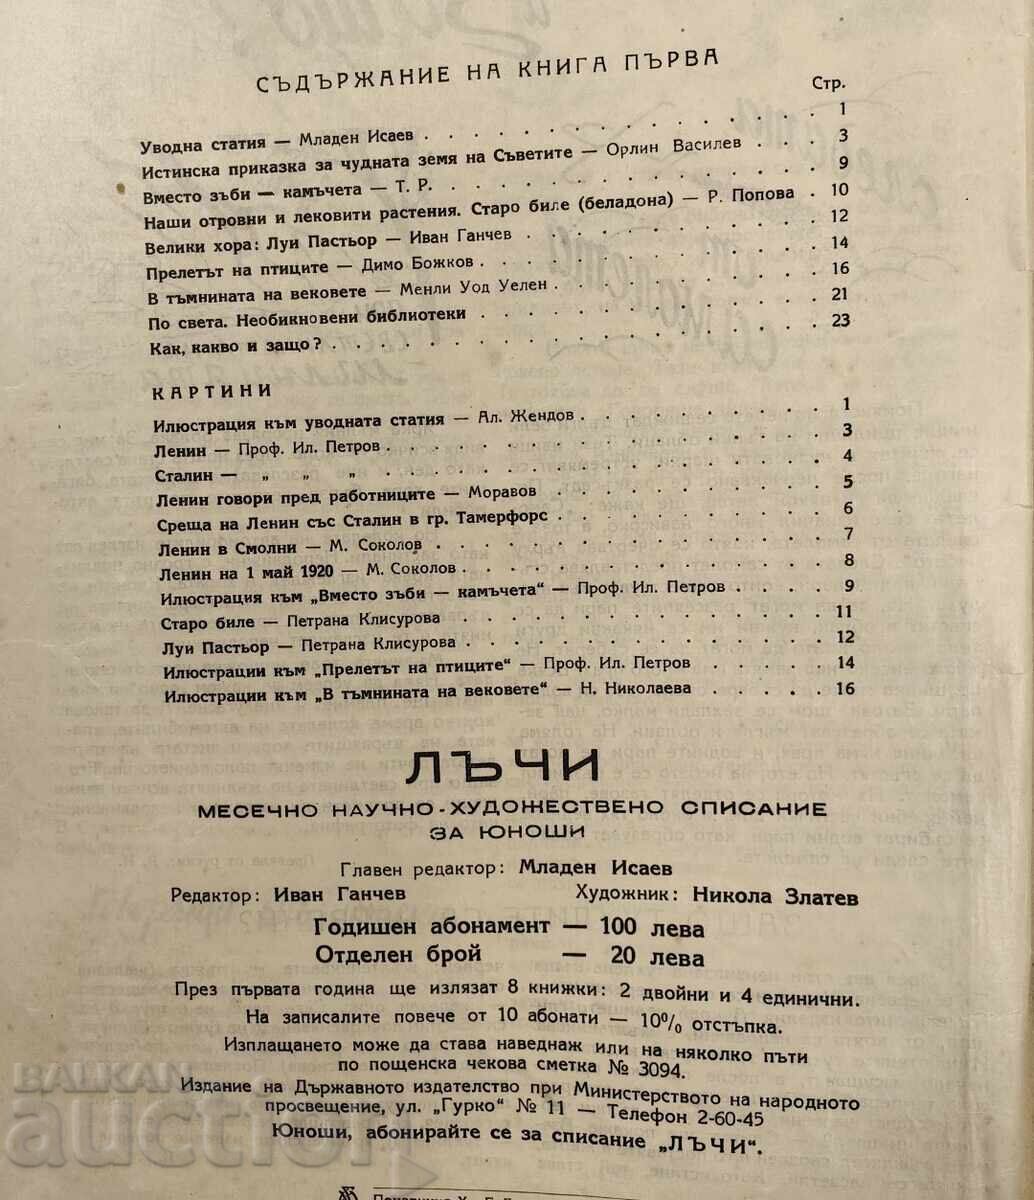 СЪДЪРЖАНИЕ НА КНИГА ПЪРВА
Стр.
Уводна статия — Младен Исаев . . . . . . . . . . . . 1
Истинска приказка за чудната земя на Съветите — Орлин Василев . . . 3
Вместо зъби — камъчета — Т. Р. . . . . . . . . . . . . 9
Наши отровни и лековити растения. Старо биле (беладона) — Р. Попова . 10
Велики хора: Луи Пастьор — Иван Ганчев . . . . . . . . . . 12
Прелетът на птиците — Димо Божков . . . . . . . . . . . 14
В тъмнината на вековете — Менли Уод Уелен . . . . . . . . . 16
По света. Необикновени библиотеки . . . . . . . . . . . 21
Как, какво и защо? . . . . . . . . . . . . . . . 23
КАРТИНИ
Илюстрация към уводната статия — Ал. Жендов . . . . . . . . 1
Ленин — Проф. Ил. Петров . . . . . . . . . . . . . 3
Сталин — „ „ „ . . . . . . . . . . . . . 4
Ленин говори пред работниците — Моравов . . . . . . . . . 5
Среща на Ленин със Сталин в гр. Тамерфорс . . . . . . . . . 6
Ленин в Смолни — М. Соколов . . . . . . . . . . . . 7
Ленин на 1 май 1920 — М. Соколов . . . . . . . . . . . 8
Илюстрация към „Вместо зъби — камъчета“ — Проф. Ил. Петров . . . . 9
Старо биле — Петрана Клисурова . . . . . . . . . . . 11
Луи Пастьор — Петрана Клисурова . . . . . . . . . . . 12
Илюстрации към „Прелетът на птиците“ — Проф. Ил. Петров . . . . . 14
Илюстрации към „В тъмнината на вековете“ — Н. Николаева . . . . . 16
ЛЪЧИ
МЕСЕЧНО НАУЧНО-ХУДОЖЕСТВЕНО СПИСАНИЕ
ЗА ЮНОШИ
Главен редактор: Младен Исаев
Редактор: Иван Ганчев Художник: Никола Златев
Годишен абонамент — 100 лева
Отделен брой — 20 лева
През първата година ще излязат 8 книжки: 2 двойни и 4 единични.
На записалите повече от 10 абонати — 10% отстъпка.
Изплащането може да става наведнаж или на няколко пъти
по пощенска чекова сметка № 3094.
Издание на Държавното издателство при Министерството на народното
просвещение, ул. „Гурко“ № 11 — Телефон 2-60-45
Юноши, абонирайте се за списание „ЛЪЧИ“.
BALKAN
auction